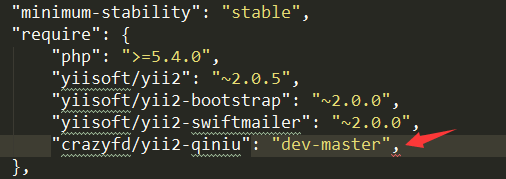 "minimum-stability": "stable",
"require": {
"php": ">=5.4.0",
"yiisoft/yii2": "~2.0.5",
"yiisoft/yii2-bootstrap": "~2.0.0",
"yiisoft/yii2-swiftmailer": "~2.0.0",
"crazyfd/yii2-qiniu": "dev-master",
},